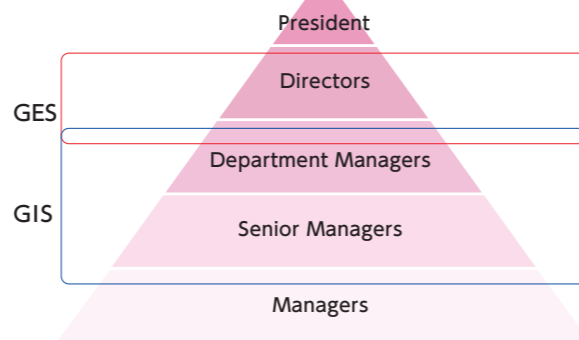 President
Directors
GES
Department Managers
GIS
Senior Managers
Managers